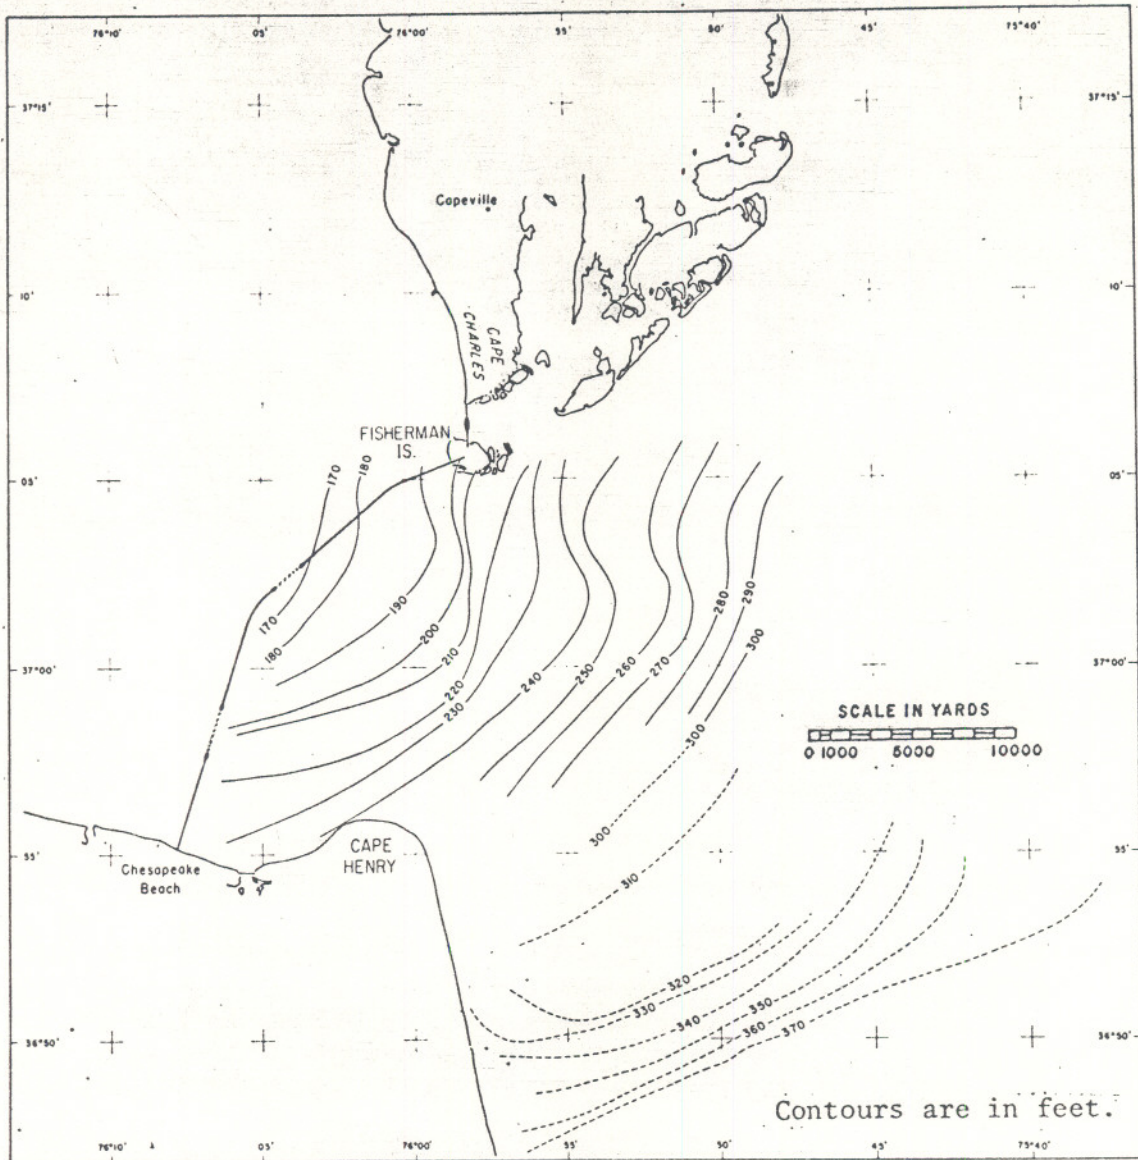 76°10' 05' 76°00' 55' 50' 45' 75°40'
37°15' 37°15'
Capeville
10' 10'
CAPE
CHARLES
FISHERMAN
IS.
05' 05'
170 180
170 180 190 200 210 220 230 240 250 260 270 280 290 300
37°00' 37°00'
SCALE IN YARDS
0 1000 5000 10000
300
300
310
55' 55'
CAPE
HENRY
Chesapeake
Beach
320
330
340
350
360
370
36°50' 36°50'
Contours are in feet.
76°10' 05' 76°00' 55' 50' 45' 75°40'